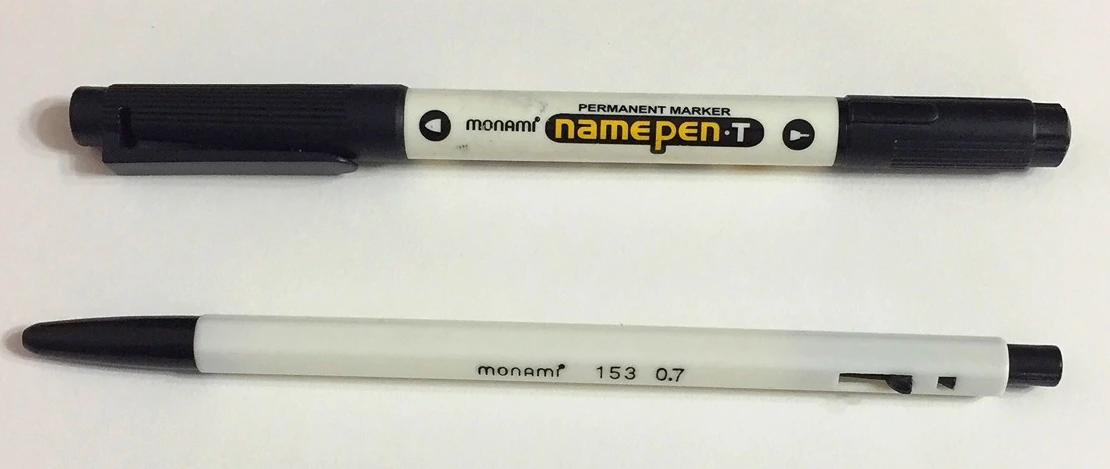 PERMANENT MARKER
monami namepen·T
monami 153 0.7